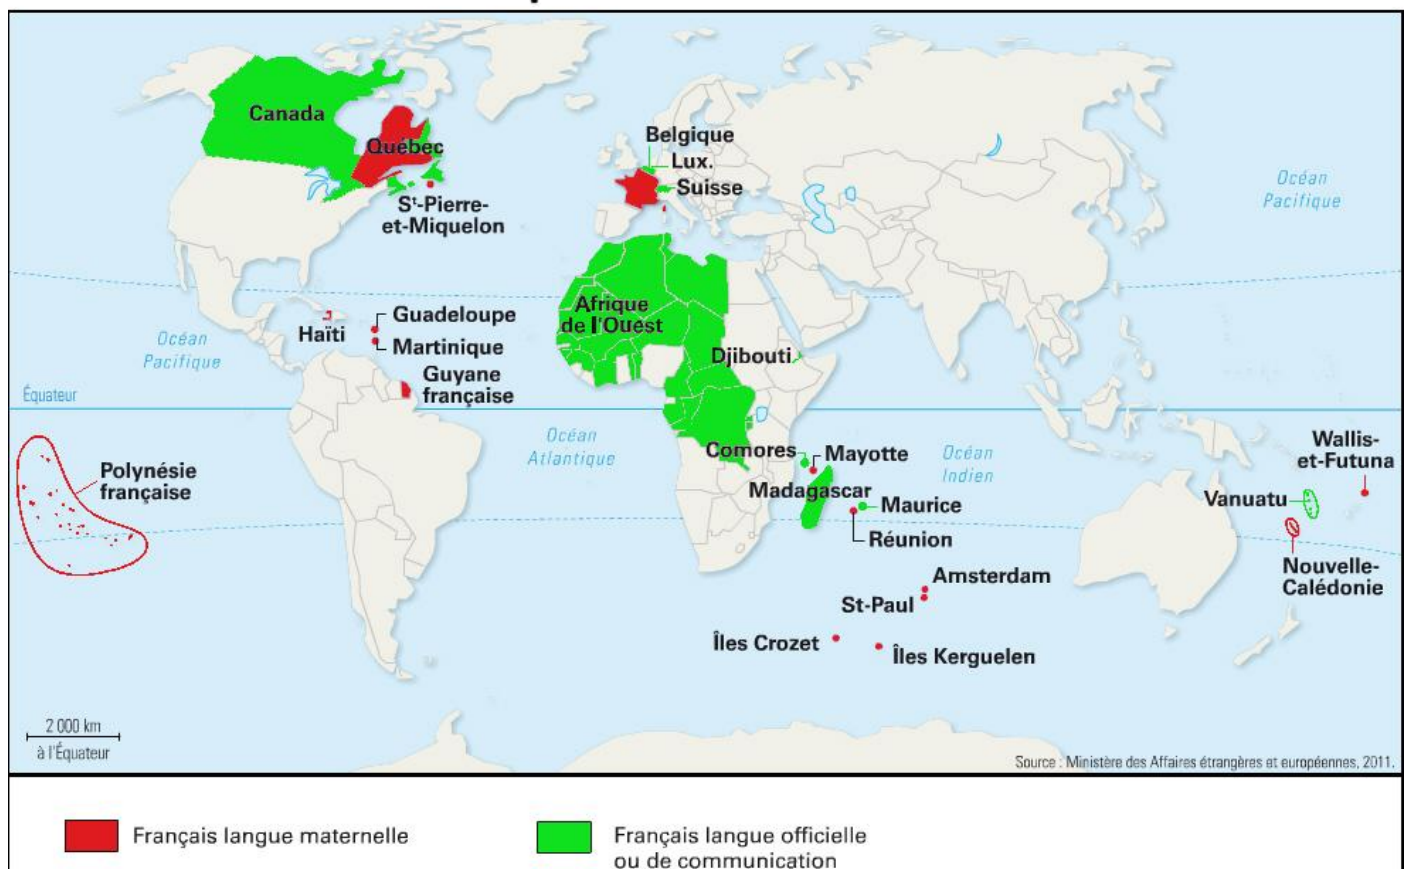 Canada
Québec
Sᵗ-Pierre-
et-Miquelon
Belgique
Lux.
Suisse
Océan
Pacifique
Afrique
de l'Ouest
Guadeloupe
Haïti
Martinique
Océan
Pacifique
Djibouti
Guyane
française
Équateur
Océan
Atlantique
Comores
Mayotte
Océan
Indien
Wallis-
et-Futuna
Polynésie
française
Madagascar
Maurice
Vanuatu
Réunion
Nouvelle-
Calédonie
Amsterdam
St-Paul
Îles Crozet
Îles Kerguelen
2 000 km
à l'Équateur
Source : Ministère des Affaires étrangères et européennes, 2011.
Français langue maternelle
Français langue officielle
ou de communication